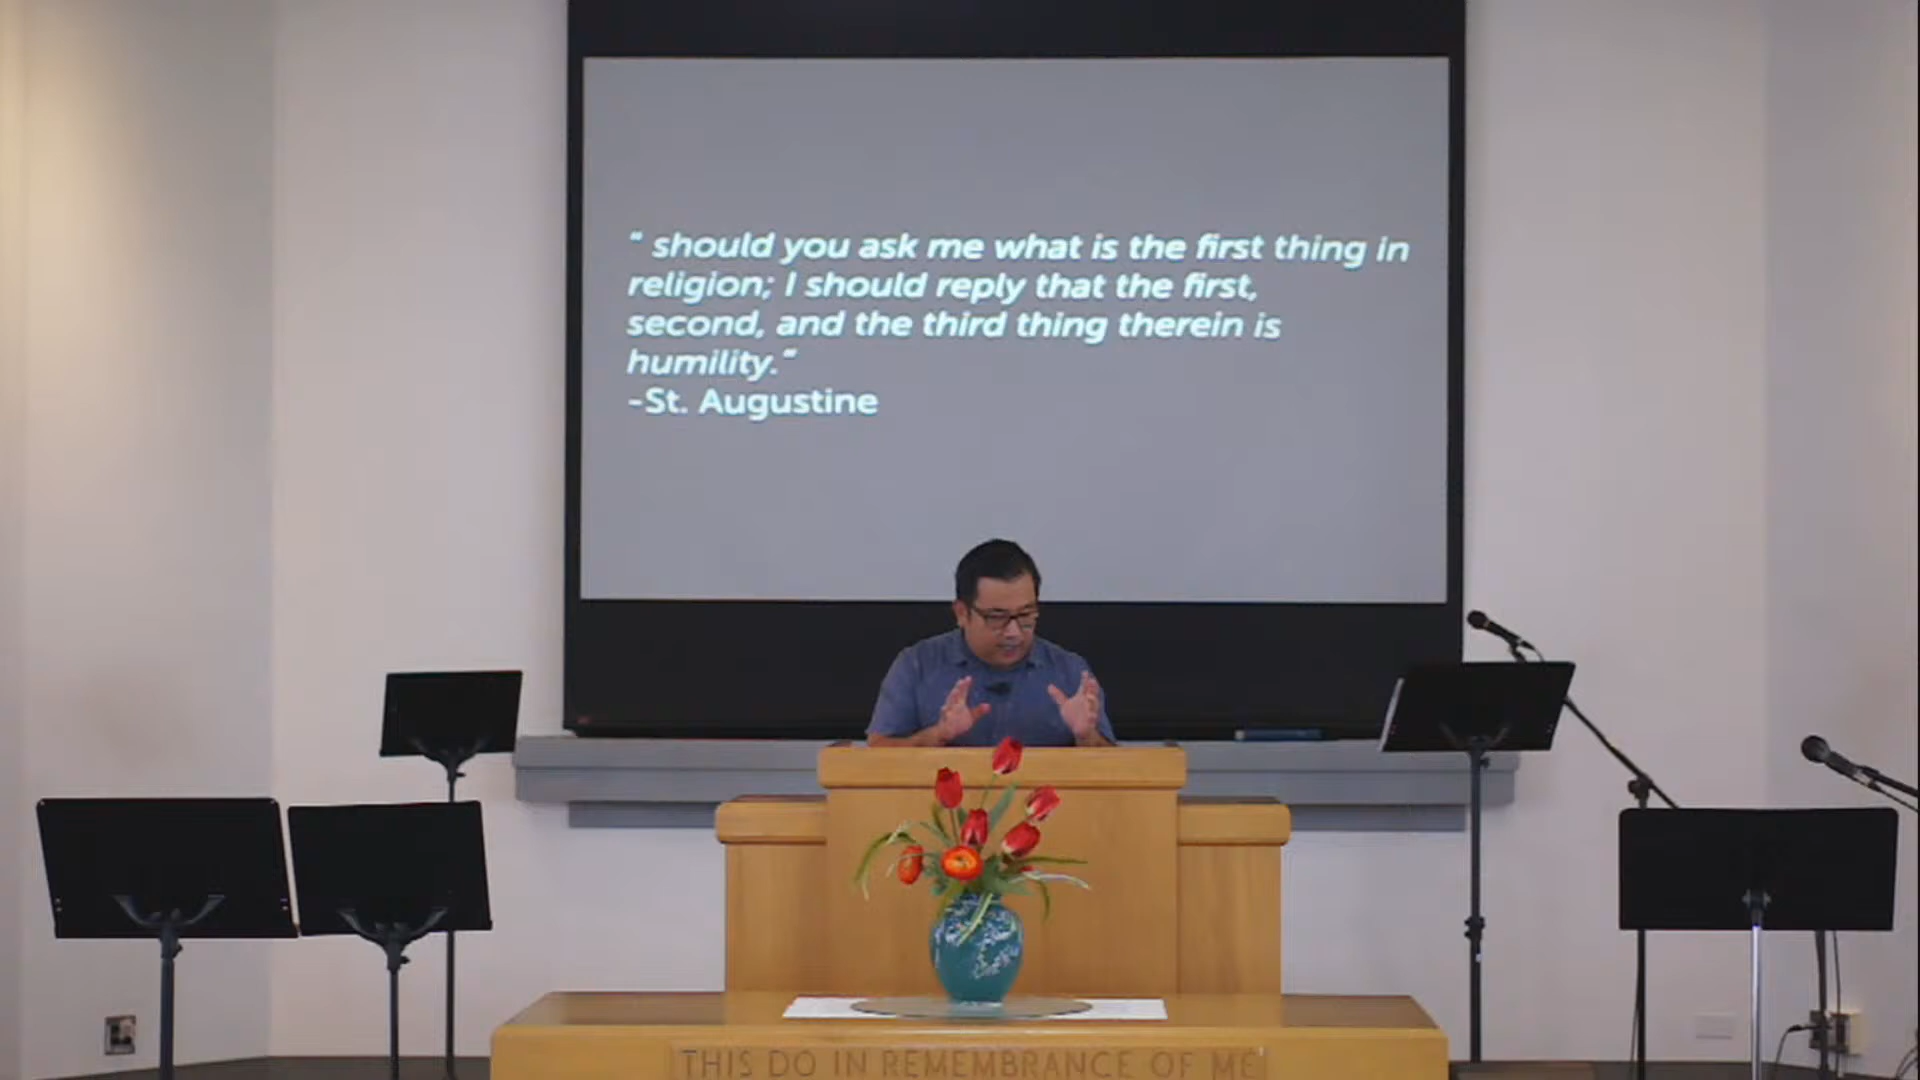 “ should you ask me what is the first thing in
religion; I should reply that the first,
second, and the third thing therein is
humility.“
-St. Augustine
THIS DO IN REMEMBRANCE OF ME